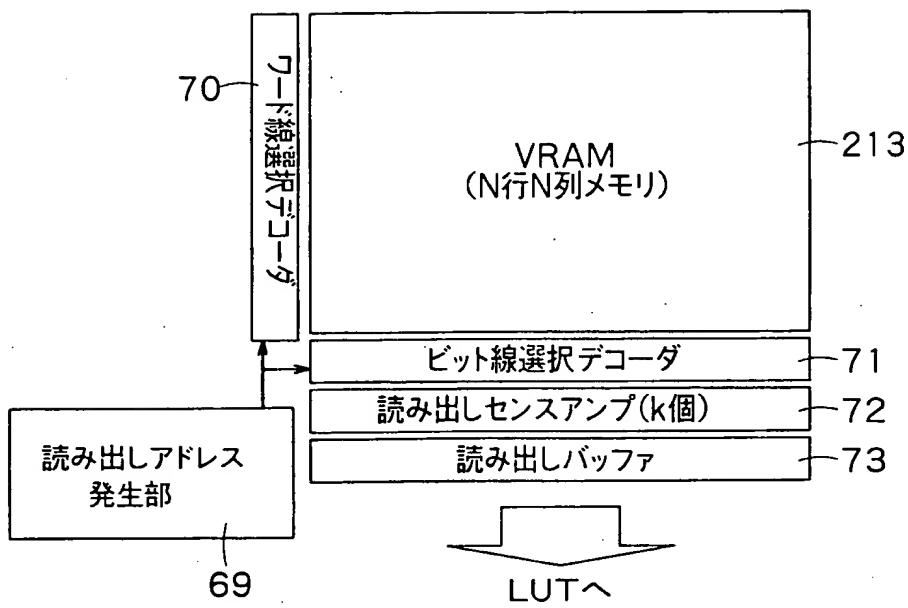 70
ワード線選択デコーダ
VRAM
(N行N列メモリ)
213
ビット線選択デコーダ
71
読み出しセンスアンプ(k個)
72
読み出しバッファ
73
読み出しアドレス
発生部
69
LUTへ